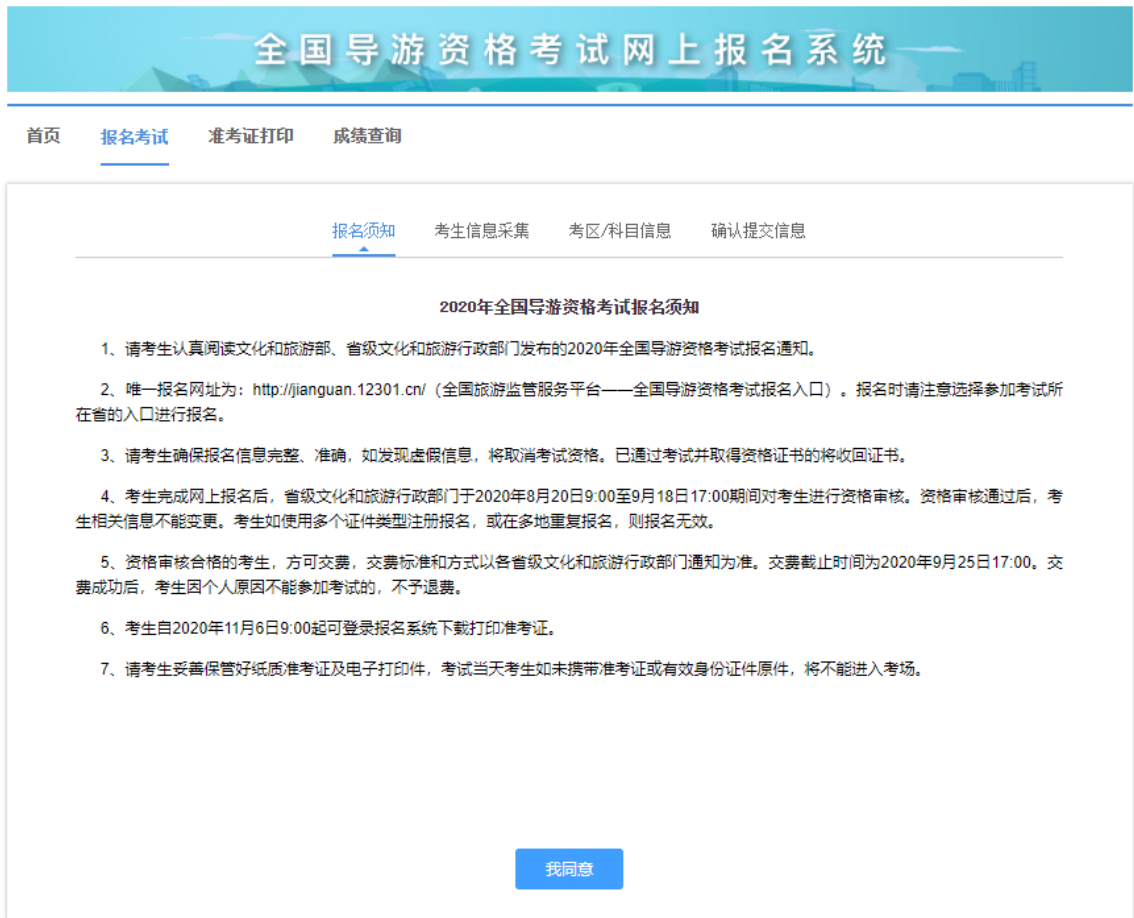 全国导游资格考试网上报名系统
首页 报名考试 准考证打印 成绩查询
报名须知 考生信息采集 考区/科目信息 确认提交信息
2020年全国导游资格考试报名须知
1、请考生认真阅读文化和旅游部、省级文化和旅游行政部门发布的2020年全国导游资格考试报名通知。
2、唯一报名网址为：http://jianguan.12301.cn/（全国旅游监管服务平台——全国导游资格考试报名入口）。报名时请注意选择参加考试所
在省的入口进行报名。
3、请考生确保报名信息完整、准确，如发现虚假信息，将取消考试资格。已通过考试并取得资格证书的将收回证书。
4、考生完成网上报名后，省级文化和旅游行政部门于2020年8月20日9:00至9月18日17:00期间对考生进行资格审核。资格审核通过后，考
生相关信息不能变更。考生如使用多个证件类型注册报名，或在多地重复报名，则报名无效。
5、资格审核合格的考生，方可交费，交费标准和方式以各省级文化和旅游行政部门通知为准。交费截止时间为2020年9月25日17:00。交
费成功后，考生因个人原因不能参加考试的，不予退费。
6、考生自2020年11月6日9:00起可登录报名系统下载打印准考证。
7、请考生妥善保管好纸质准考证及电子打印件，考试当天考生如未携带准考证或有效身份证件原件，将不能进入考场。
我同意